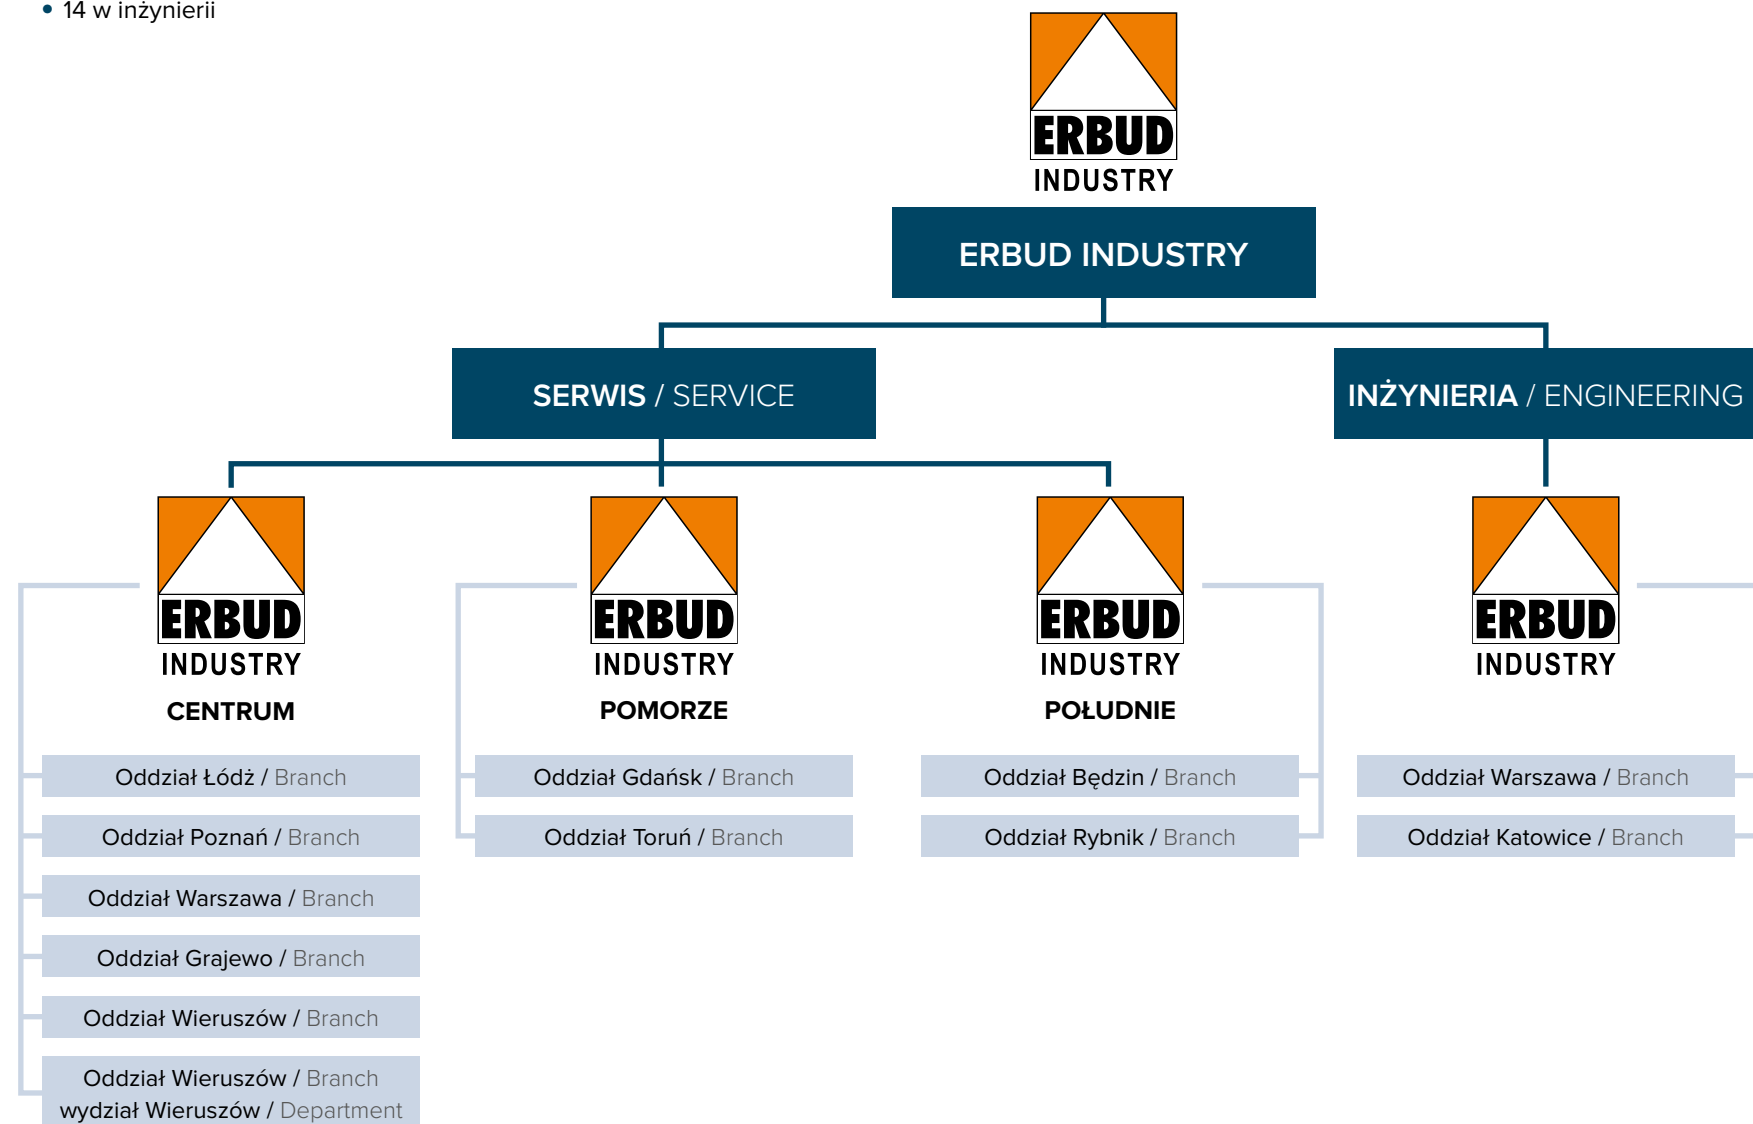 • 14 w inżynierii
ERBUD
INDUSTRY
ERBUD INDUSTRY
SERWIS / SERVICE
INŻYNIERIA / ENGINEERING
ERBUD
INDUSTRY
CENTRUM
Oddział Łódż / Branch
Oddział Poznań / Branch
Oddział Warszawa / Branch
Oddział Grajewo / Branch
Oddział Wieruszów / Branch
Oddział Wieruszów / Branch
wydział Wieruszów / Department
ERBUD
INDUSTRY
POMORZE
Oddział Gdańsk / Branch
Oddział Toruń / Branch
ERBUD
INDUSTRY
POŁUDNIE
Oddział Będzin / Branch
Oddział Rybnik / Branch
ERBUD
INDUSTRY
Oddział Warszawa / Branch
Oddział Katowice / Branch